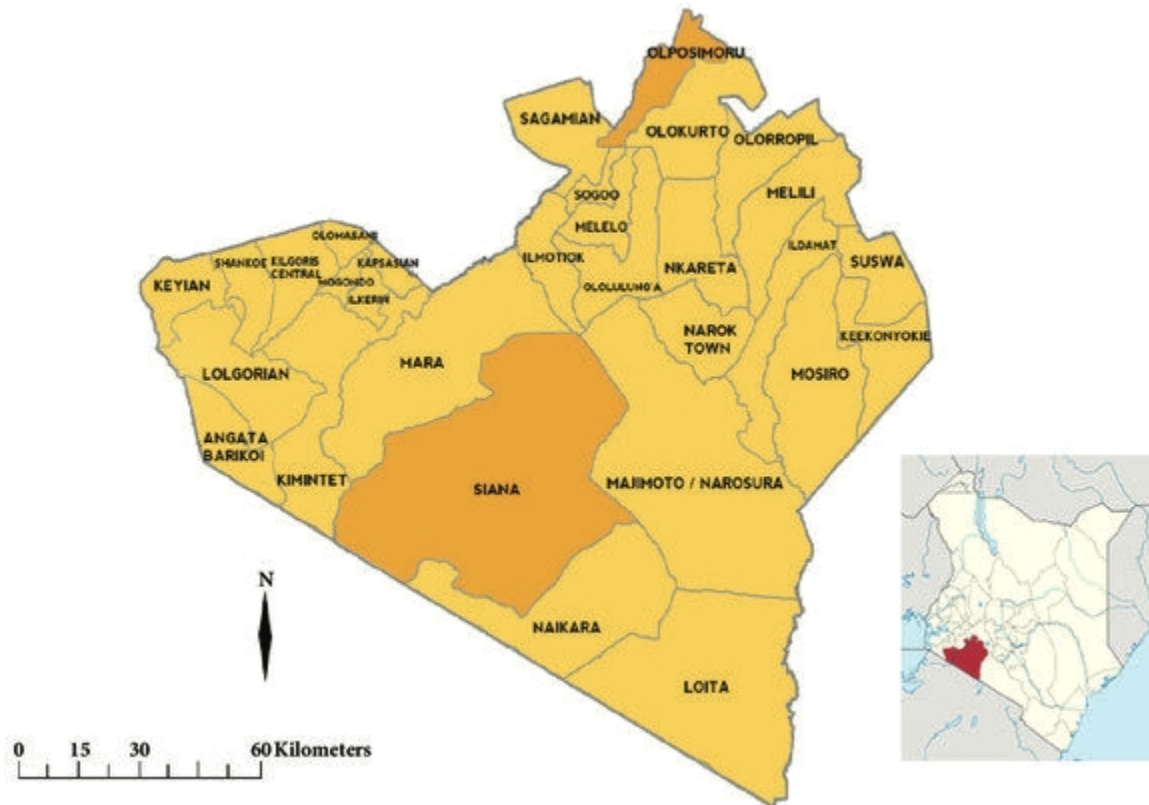 OLPOSIMORU
SAGAMIAN
OLOKURTO
OLORROPIL
SOGOO
MELILI
MELELO
OLOMASANI
ILDAMAT
SHANKOE
KILGORIS
CENTRAL
KAPSASIAN
ILMOTIOK
SUSWA
KEYIAN
MOGONDO
NKARETA
ILKERIN
OLOLULUNG'A
NAROK
TOWN
KEEKONYOKIE
MARA
LOLGORIAN
MOSIRO
ANGATA
BARIKOI
KIMINTET
SIANA
MAJIMOTO / NAROSURA
N
NAIKARA
LOITA
0 15 30 60 Kilometers